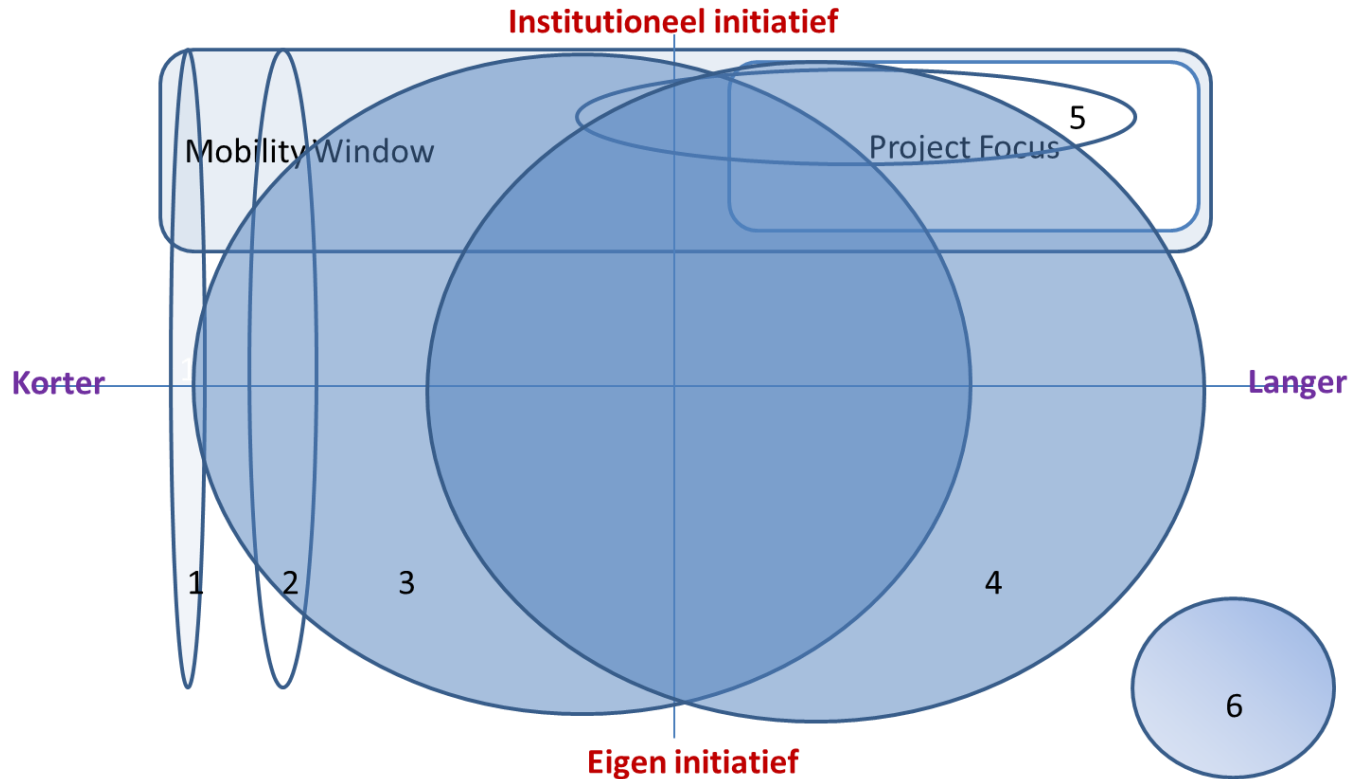 Institutioneel initiatief
5
Mobility Window
Project Focus
Korter
Langer
1
2
3
4
6
Eigen initiatief